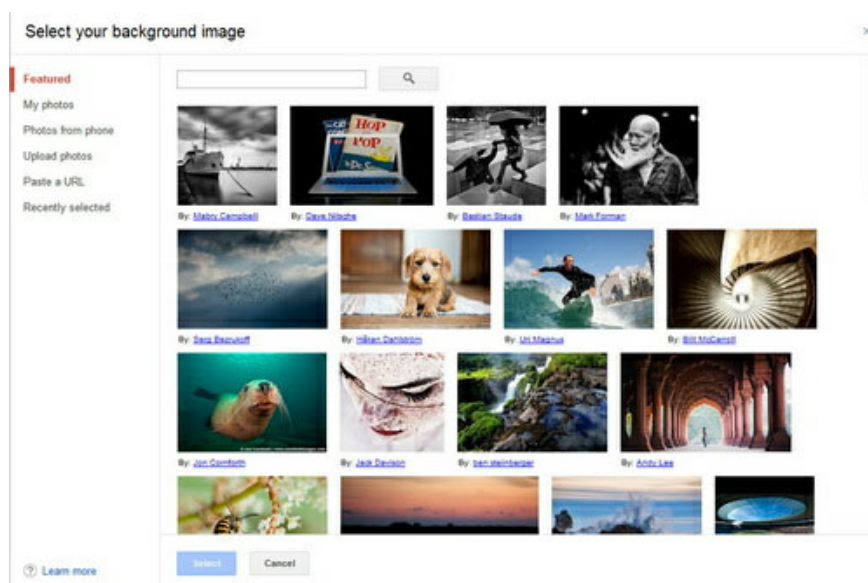 Select your background image
Featured
My photos
Photos from phone
Upload photos
Paste a URL
Recently selected
HOP
POP
By: Mabry Campbell
By: Dave Nitsche
By: Bastian Staude
By: Mark Forman
By: Serg Bezrukoff
By: Håkan Dahlström
By: Uri Magnus
By: Bill McCarroll
By: Jon Cornforth
By: Jack Davison
By: ben steinberger
By: Andy Lee
Select
Cancel
Learn more